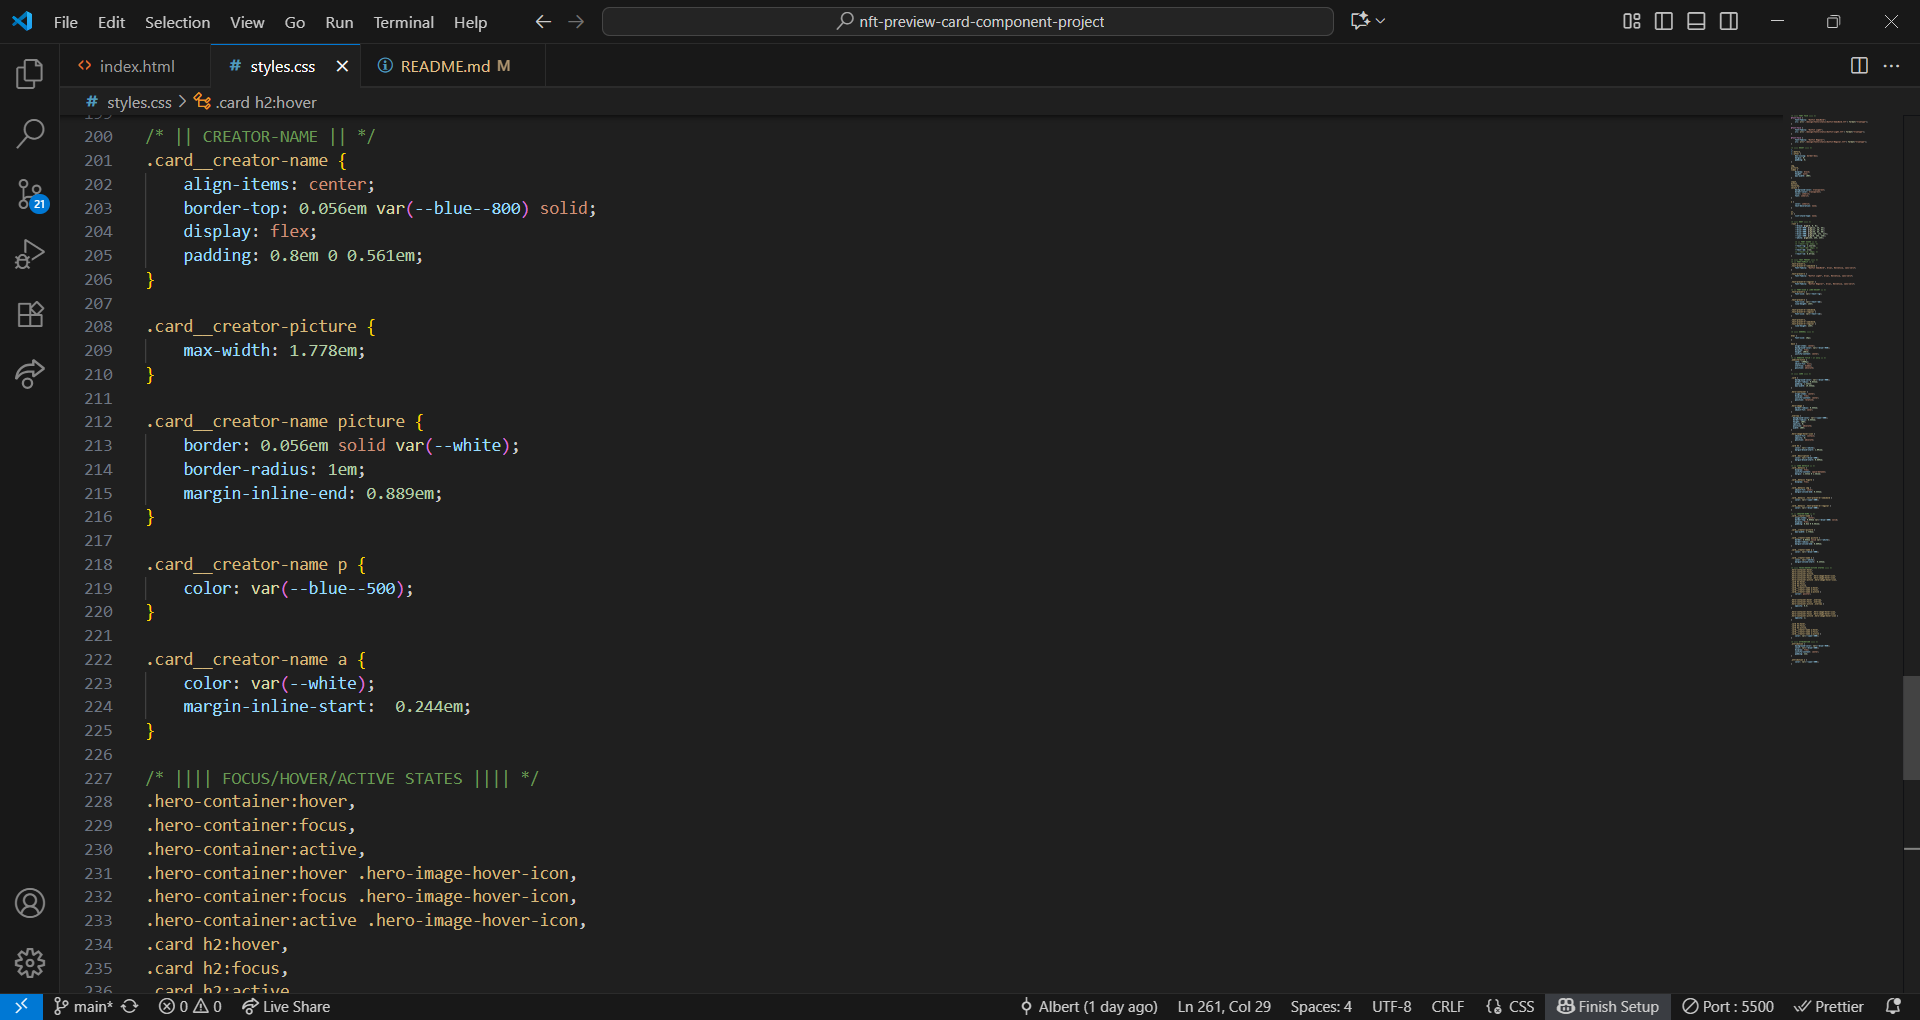 File Edit Selection View Go Run Terminal Help
nft-preview-card-component-project
index.html
styles.css
README.md M
styles.css > .card h2:hover
200 /* || CREATOR-NAME || */
201 .card__creator-name {
202 align-items: center;
203 border-top: 0.056em var(--blue--800) solid;
204 display: flex;
205 padding: 0.8em 0 0.561em;
206 }
207
208 .card__creator-picture {
209 max-width: 1.778em;
210 }
211
212 .card__creator-name picture {
213 border: 0.056em solid var(--white);
214 border-radius: 1em;
215 margin-inline-end: 0.889em;
216 }
217
218 .card__creator-name p {
219 color: var(--blue--500);
220 }
221
222 .card__creator-name a {
223 color: var(--white);
224 margin-inline-start:  0.244em;
225 }
226
227 /* |||| FOCUS/HOVER/ACTIVE STATES |||| */
228 .hero-container:hover,
229 .hero-container:focus,
230 .hero-container:active,
231 .hero-container:hover .hero-image-hover-icon,
232 .hero-container:focus .hero-image-hover-icon,
233 .hero-container:active .hero-image-hover-icon,
234 .card h2:hover,
235 .card h2:focus,
236 .card h2:active
21
main* 0 0 Live Share Albert (1 day ago) Ln 261, Col 29 Spaces: 4 UTF-8 CRLF CSS Finish Setup Port : 5500 Prettier